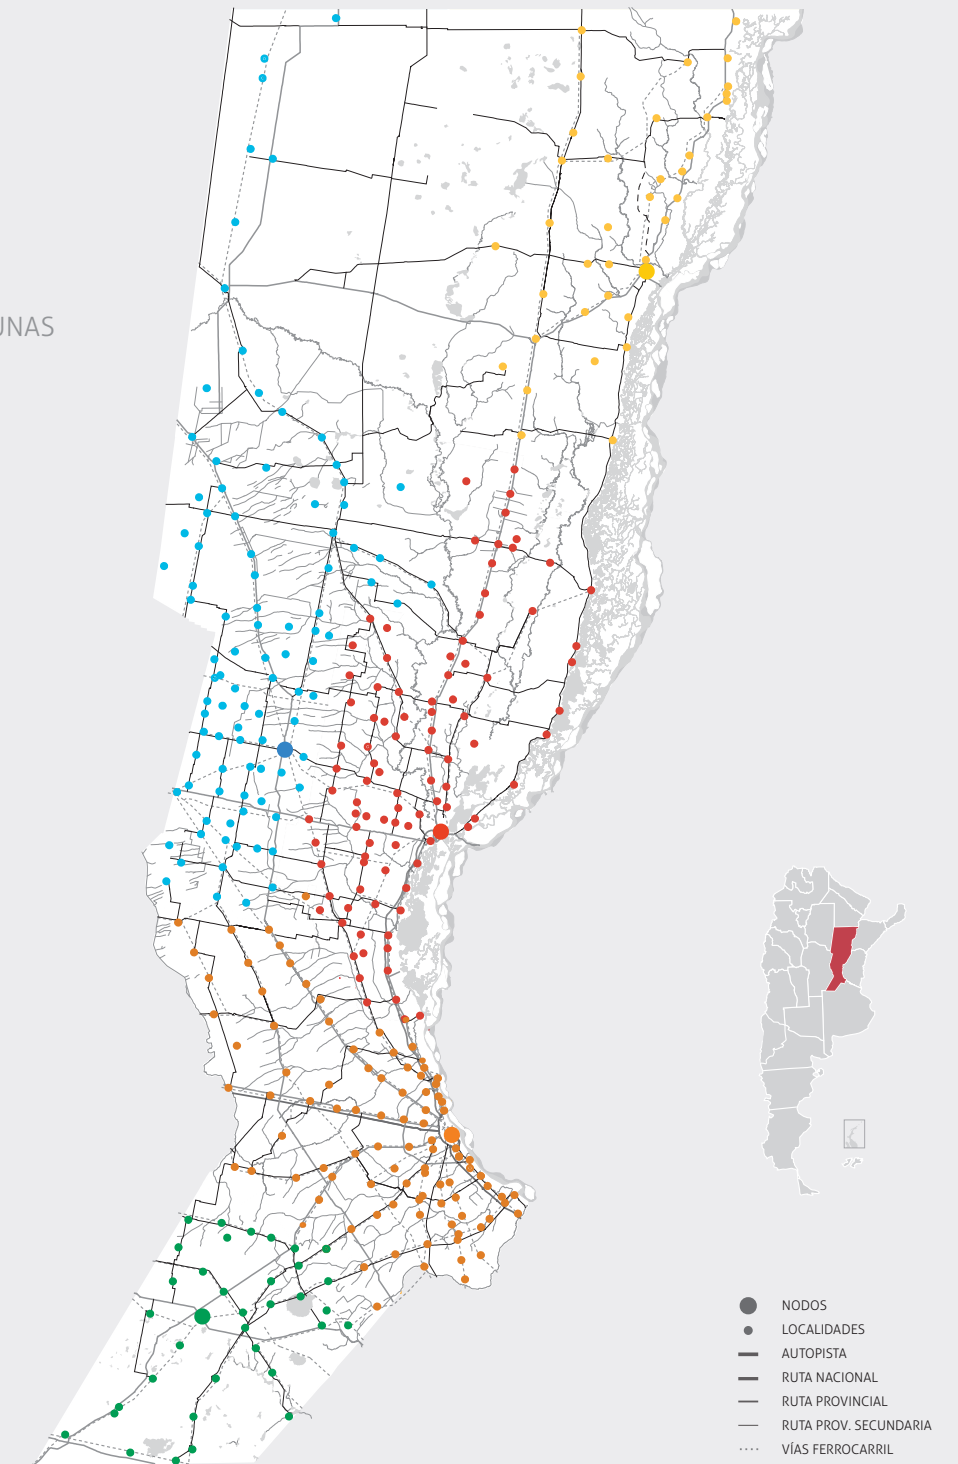 UNAS
NODOS
LOCALIDADES
AUTOPISTA
RUTA NACIONAL
RUTA PROVINCIAL
RUTA PROV. SECUNDARIA
VÍAS FERROCARRIL